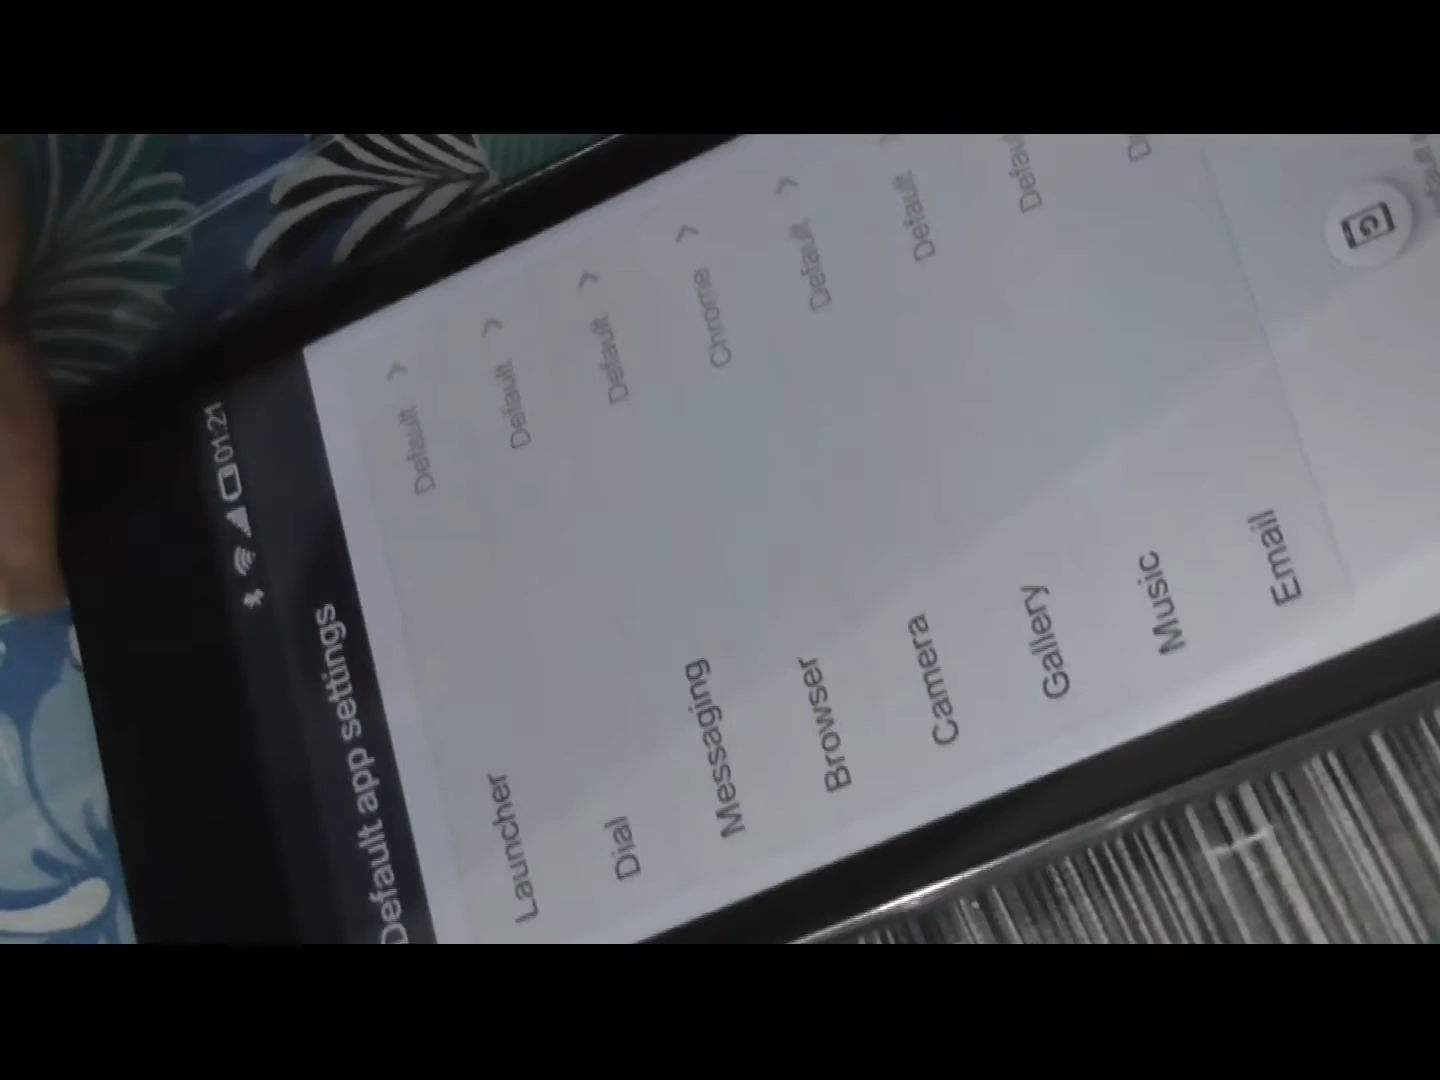 01:21
Default app settings
Launcher Default >
Dial Default >
Messaging Default >
Browser Chrome >
Camera Default >
Gallery Default
Music Defau
Email D
G